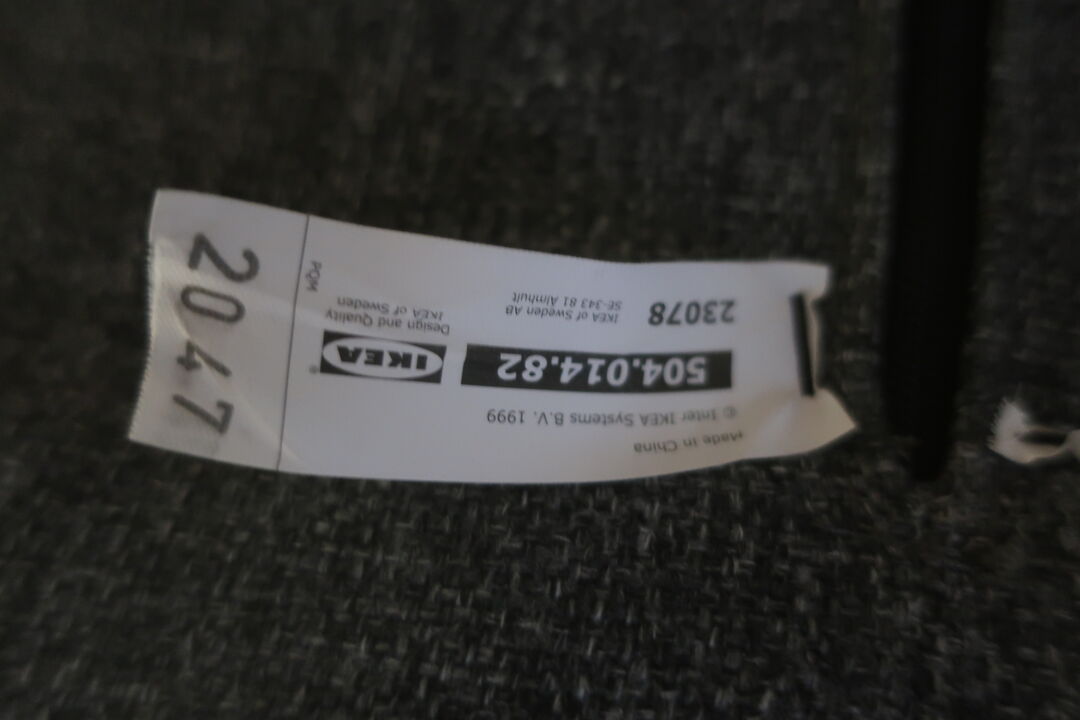 Made in China
© Inter IKEA Systems B.V. 1999
504.014.82
IKEA®
Design and Quality
IKEA of Sweden
23078
IKEA of Sweden AB
SE-343 81 Älmhult
PQM
2047